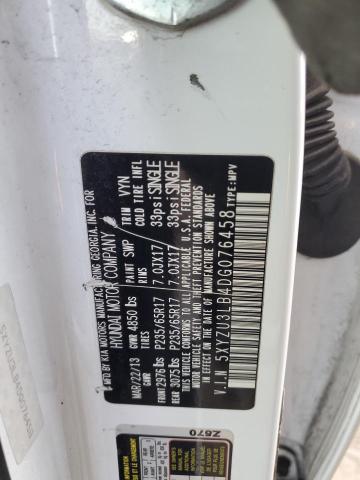 MFD BY KIA MOTORS MANUFACTURING GEORGIA, INC. FOR
HYUNDAI MOTOR COMPANY
MAR/22/13 PAINT SWP TRIM VYN
GVWR 4850 lbs
GAWR RIMS COLD TIRE INFL
FRONT 2976 lbs P235/65R17 7.0JX17 33psi SINGLE
REAR 3075 lbs P235/65R17 7.0JX17 33psi SINGLE
THIS VEHICLE CONFORMS TO ALL APPLICABLE U.S.A. FEDERAL
MOTOR VEHICLE SAFETY, BUMPER, AND THEFT PREVENTION
STANDARDS IN EFFECT ON THE DATE OF MANUFACTURE
SHOWN ABOVE.
V.I.N 5XYZU3LB4DG076458 TYPE:MPV
Z670